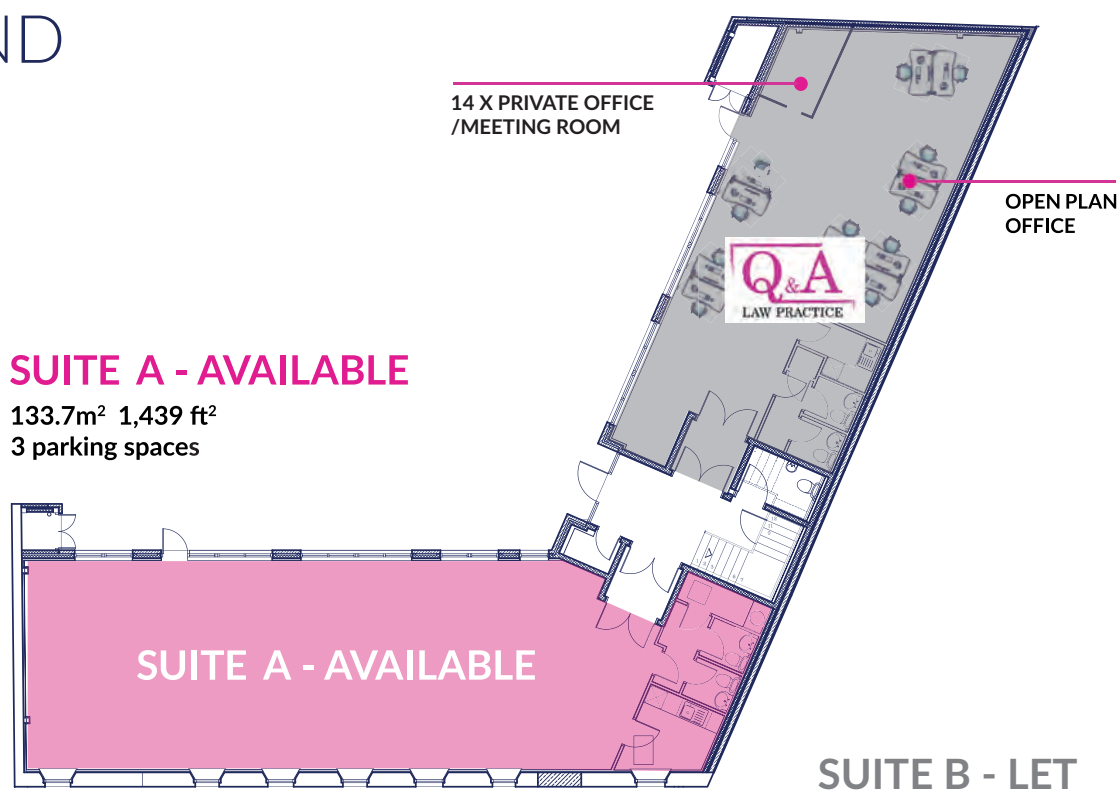 ND
14 X PRIVATE OFFICE
/MEETING ROOM
OPEN PLAN
OFFICE
Q&A
LAW PRACTICE
SUITE A - AVAILABLE
133.7m² 1,439 ft²
3 parking spaces
SUITE A - AVAILABLE
SUITE B - LET